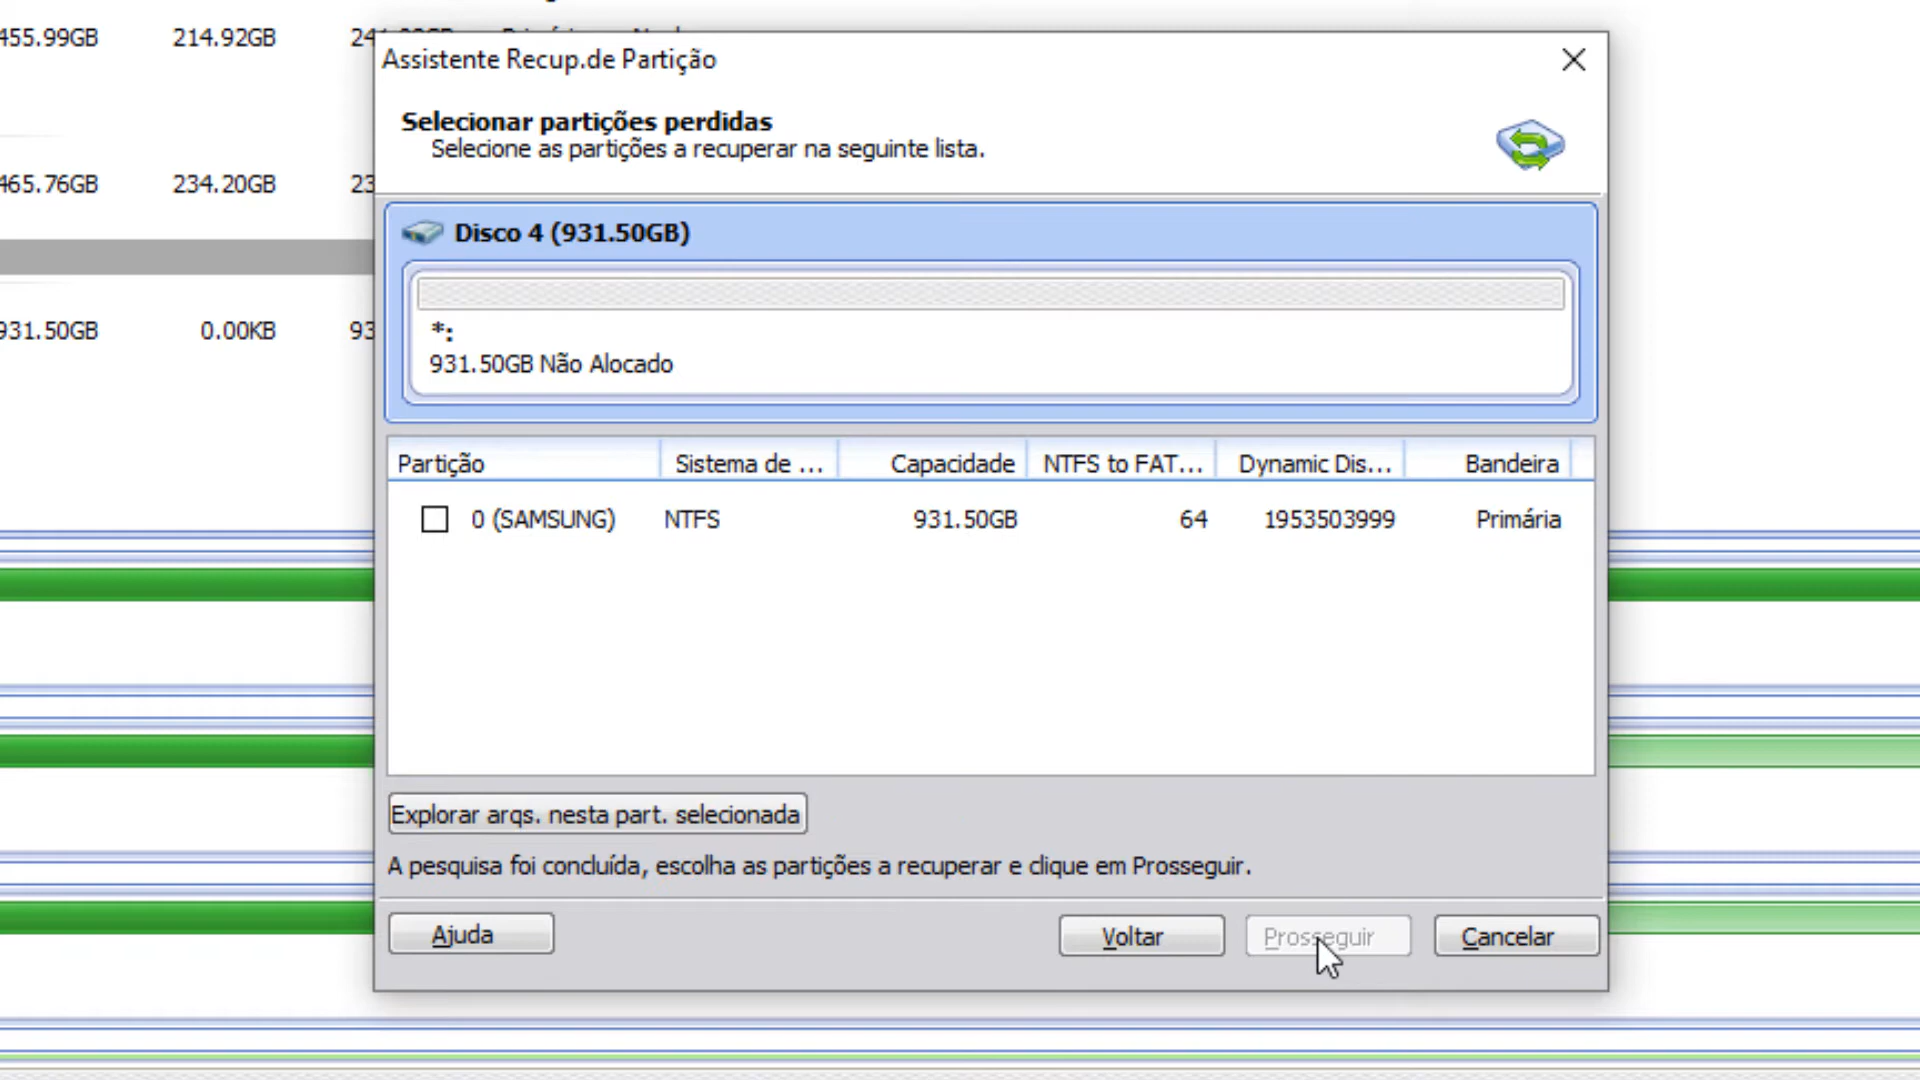 455.99GB 214.92GB
Assistente Recup.de Partição
Selecionar partições perdidas
Selecione as partições a recuperar na seguinte lista.
465.76GB 234.20GB 23
Disco 4 (931.50GB)
931.50GB 0.00KB 93
*:
931.50GB Não Alocado
Partição Sistema de ... Capacidade NTFS to FAT... Dynamic Dis... Bandeira
0 (SAMSUNG) NTFS 931.50GB 64 1953503999 Primária
Explorar arqs. nesta part. selecionada
A pesquisa foi concluída, escolha as partições a recuperar e clique em Prosseguir.
Ajuda Voltar Prosseguir Cancelar